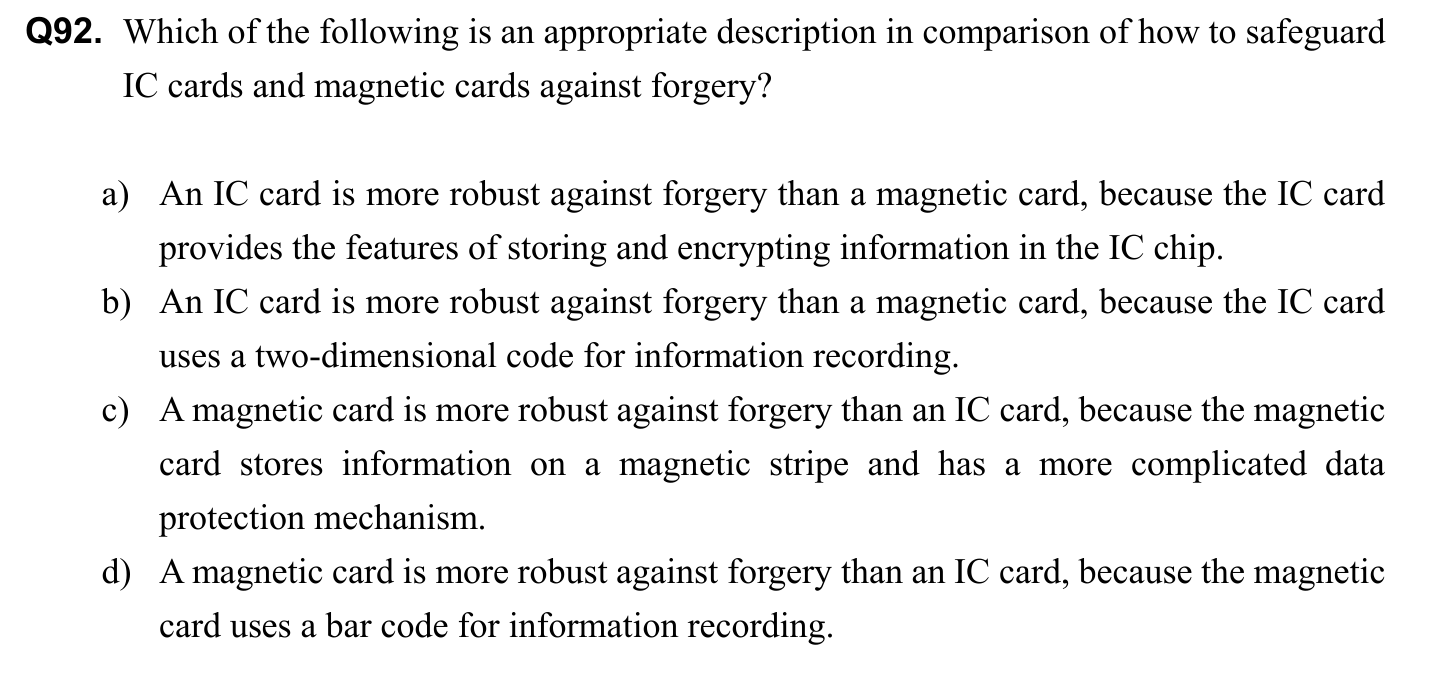 Q92. Which of the following is an appropriate description in comparison of how to safeguard
IC cards and magnetic cards against forgery?
a) An IC card is more robust against forgery than a magnetic card, because the IC card
provides the features of storing and encrypting information in the IC chip.
b) An IC card is more robust against forgery than a magnetic card, because the IC card
uses a two-dimensional code for information recording.
c) A magnetic card is more robust against forgery than an IC card, because the magnetic
card stores information on a magnetic stripe and has a more complicated data
protection mechanism.
d) A magnetic card is more robust against forgery than an IC card, because the magnetic
card uses a bar code for information recording.